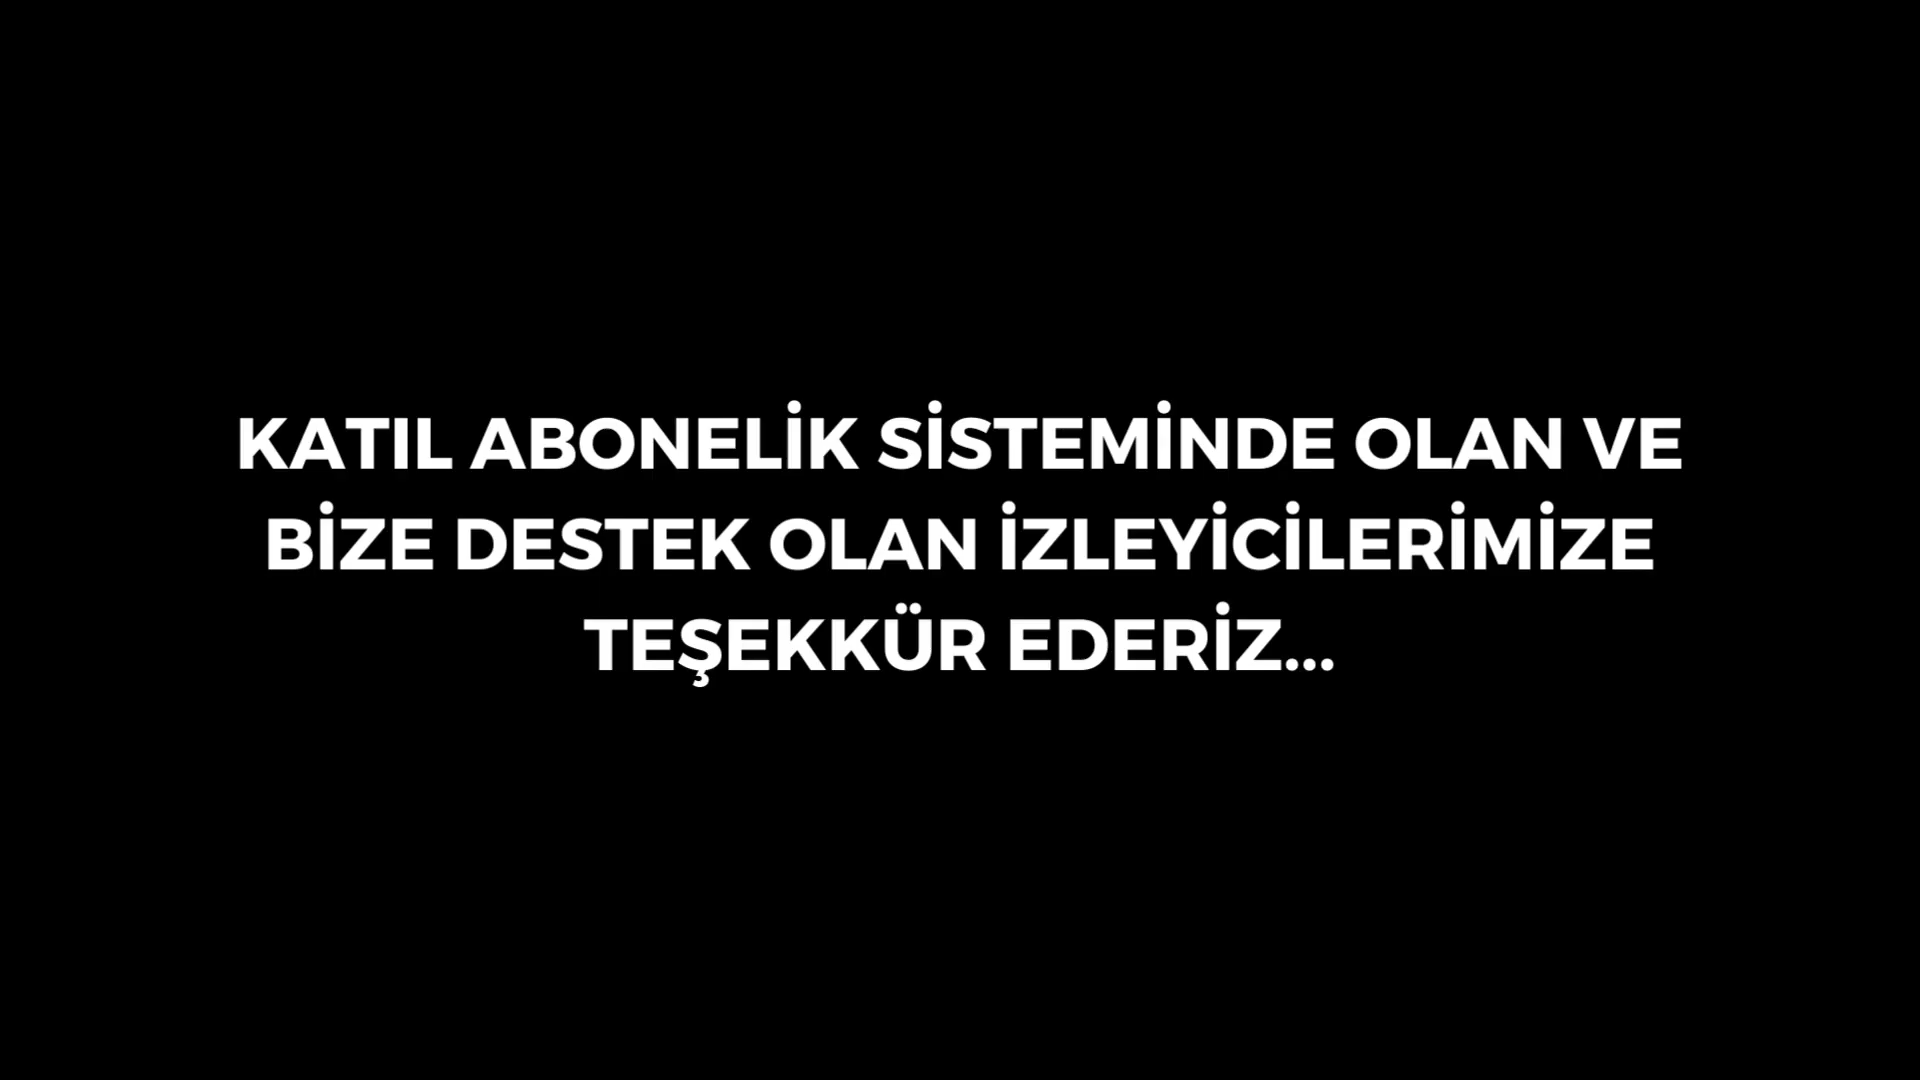 KATIL ABONELİK SİSTEMİNDE OLAN VE
BİZE DESTEK OLAN İZLEYİCİLERİMİZE
TEŞEKKÜR EDERİZ...